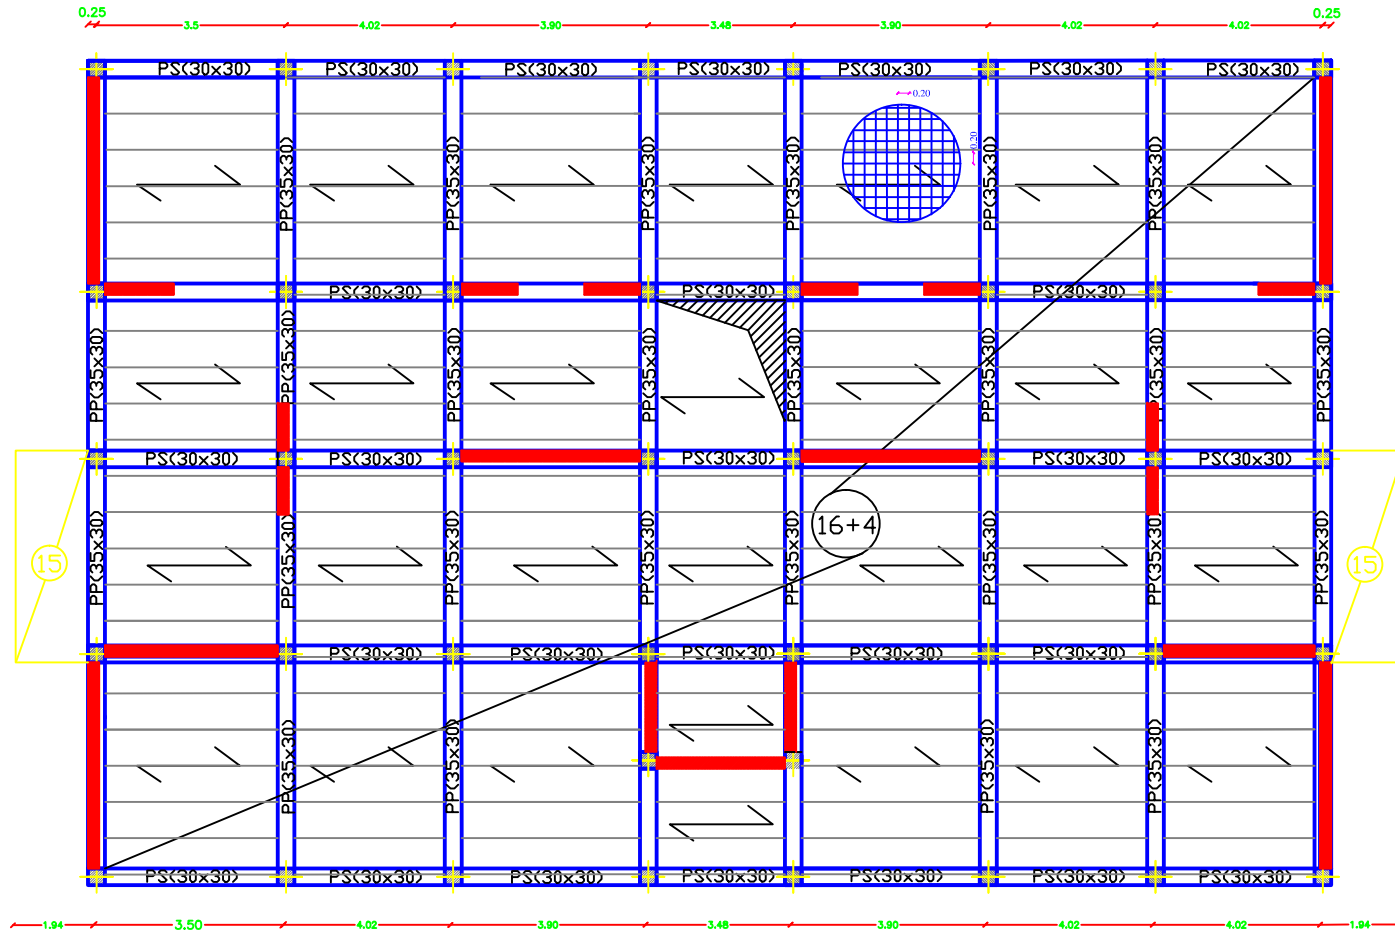 0.25 0.25
3.5 4.02 3.90 3.48 3.90 4.02 4.02
PS(30x30) PS(30x30) PS(30x30) PS(30x30) PS(30x30) PS(30x30) PS(30x30)
0.20
0.20
PP(35x30) PP(35x30) PP(35x30) PP(35x30) PP(35x30) PP(35x30)
PS(30x30) PS(30x30) PS(30x30)
PP(35x30) PP(35x30) PP(35x30) PP(35x30) PP(35x30) PP(35x30) PP(35x30) PP(35x30)
PS(30x30) PS(30x30) PS(30x30) PS(30x30) PS(30x30)
16+4
15 15
PP(35x30) PP(35x30) PP(35x30) PP(35x30) PP(35x30) PP(35x30) PP(35x30) PP(35x30)
PS(30x30) PS(30x30) PS(30x30) PS(30x30) PS(30x30)
PP(35x30) PP(35x30) PP(35x30) PP(35x30)
PS(30x30) PS(30x30) PS(30x30) PS(30x30) PS(30x30) PS(30x30) PS(30x30)
1.94 3.50 4.02 3.90 3.48 3.90 4.02 4.02 1.94